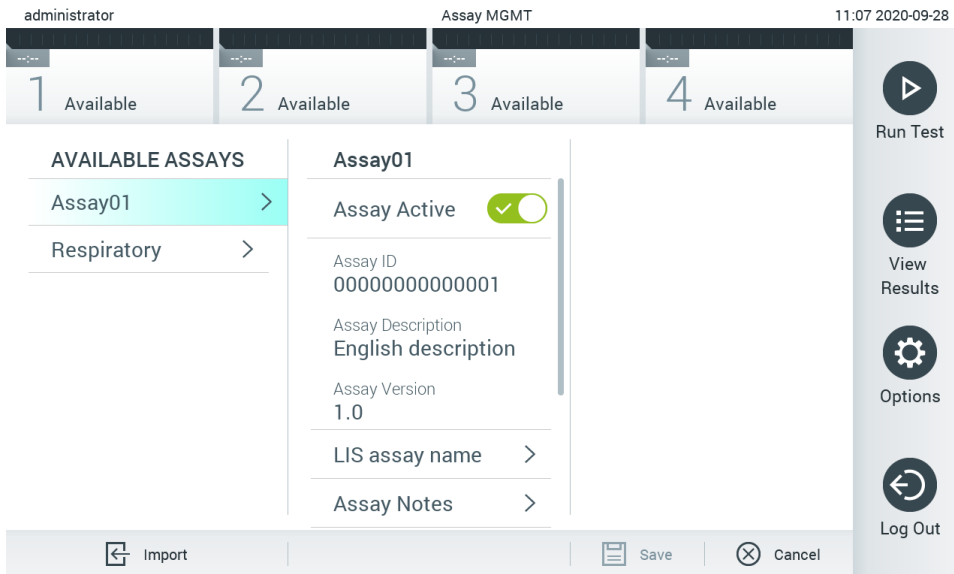 administrator
Assay MGMT
11:07 2020-09-28
--:--
--:--
--:--
--:--
1 Available
2 Available
3 Available
4 Available
Run Test
View
Results
Options
Log Out
AVAILABLE ASSAYS
Assay01
Respiratory
Assay01
Assay Active
Assay ID
00000000000001
Assay Description
English description
Assay Version
1.0
LIS assay name
Assay Notes
Import
Save
Cancel